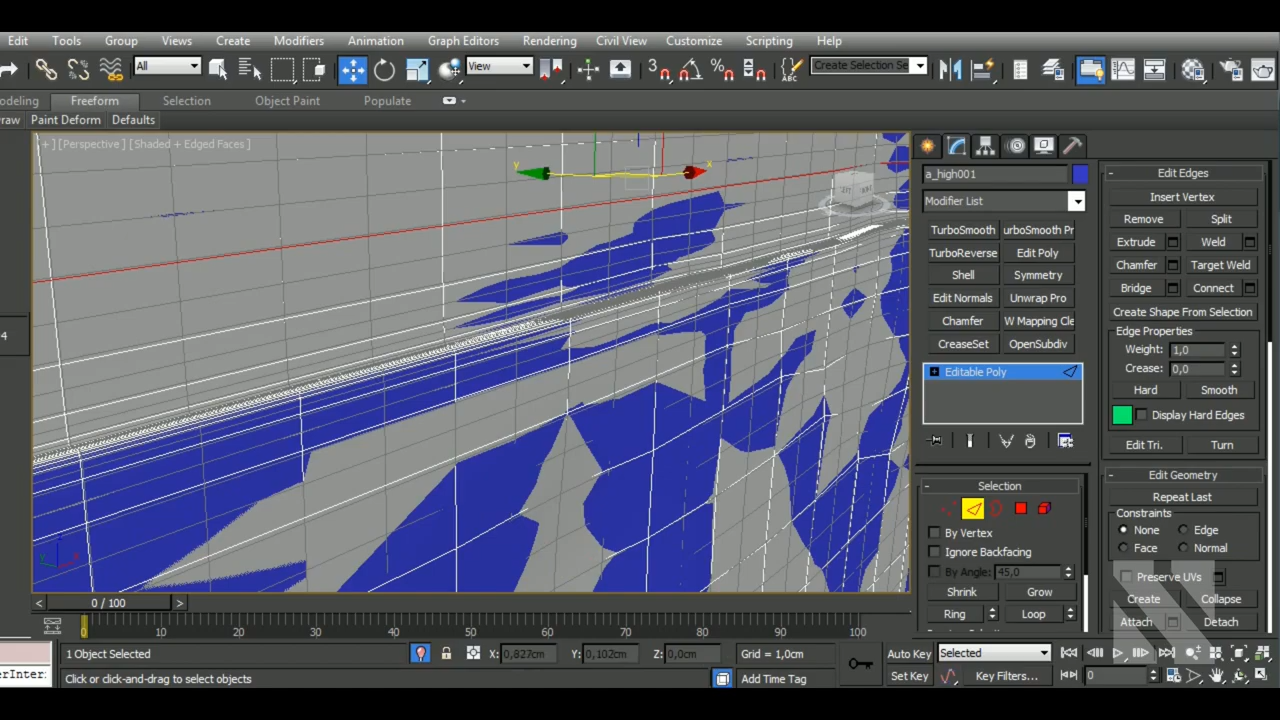 Edit Tools Group Views Create Modifiers Animation Graph Editors Rendering Civil View Customize Scripting Help
All View 3 Create Selection Se
odeling Freeform Selection Object Paint Populate
raw Paint Deform Defaults
+ ] [Perspective ] [Shaded + Edged Faces ]
y x
4
a_high001
Modifier List
TurboSmooth urboSmooth Pr
TurboReverse Edit Poly
Shell Symmetry
Edit Normals Unwrap Pro
Chamfer W Mapping Cle
CreaseSet OpenSubdiv
Editable Poly
Selection
By Vertex
Ignore Backfacing
By Angle: 45,0
Shrink Grow
Ring Loop
Edit Edges
Insert Vertex
Remove Split
Extrude Weld
Chamfer Target Weld
Bridge Connect
Create Shape From Selection
Edge Properties
Weight: 1,0
Crease: 0,0
Hard Smooth
Display Hard Edges
Edit Tri. Turn
Edit Geometry
Repeat Last
Constraints
None Edge
Face Normal
Preserve UVs
Create Collapse
Attach Detach
< 0 / 100 >
0 10 20 30 40 50 60 70 80 90 100
1 Object Selected X: 0,827cm Y: 0,102cm Z: 0,0cm Grid = 1,0cm Auto Key Selected
erInter Click or click-and-drag to select objects Add Time Tag Set Key Key Filters... 0